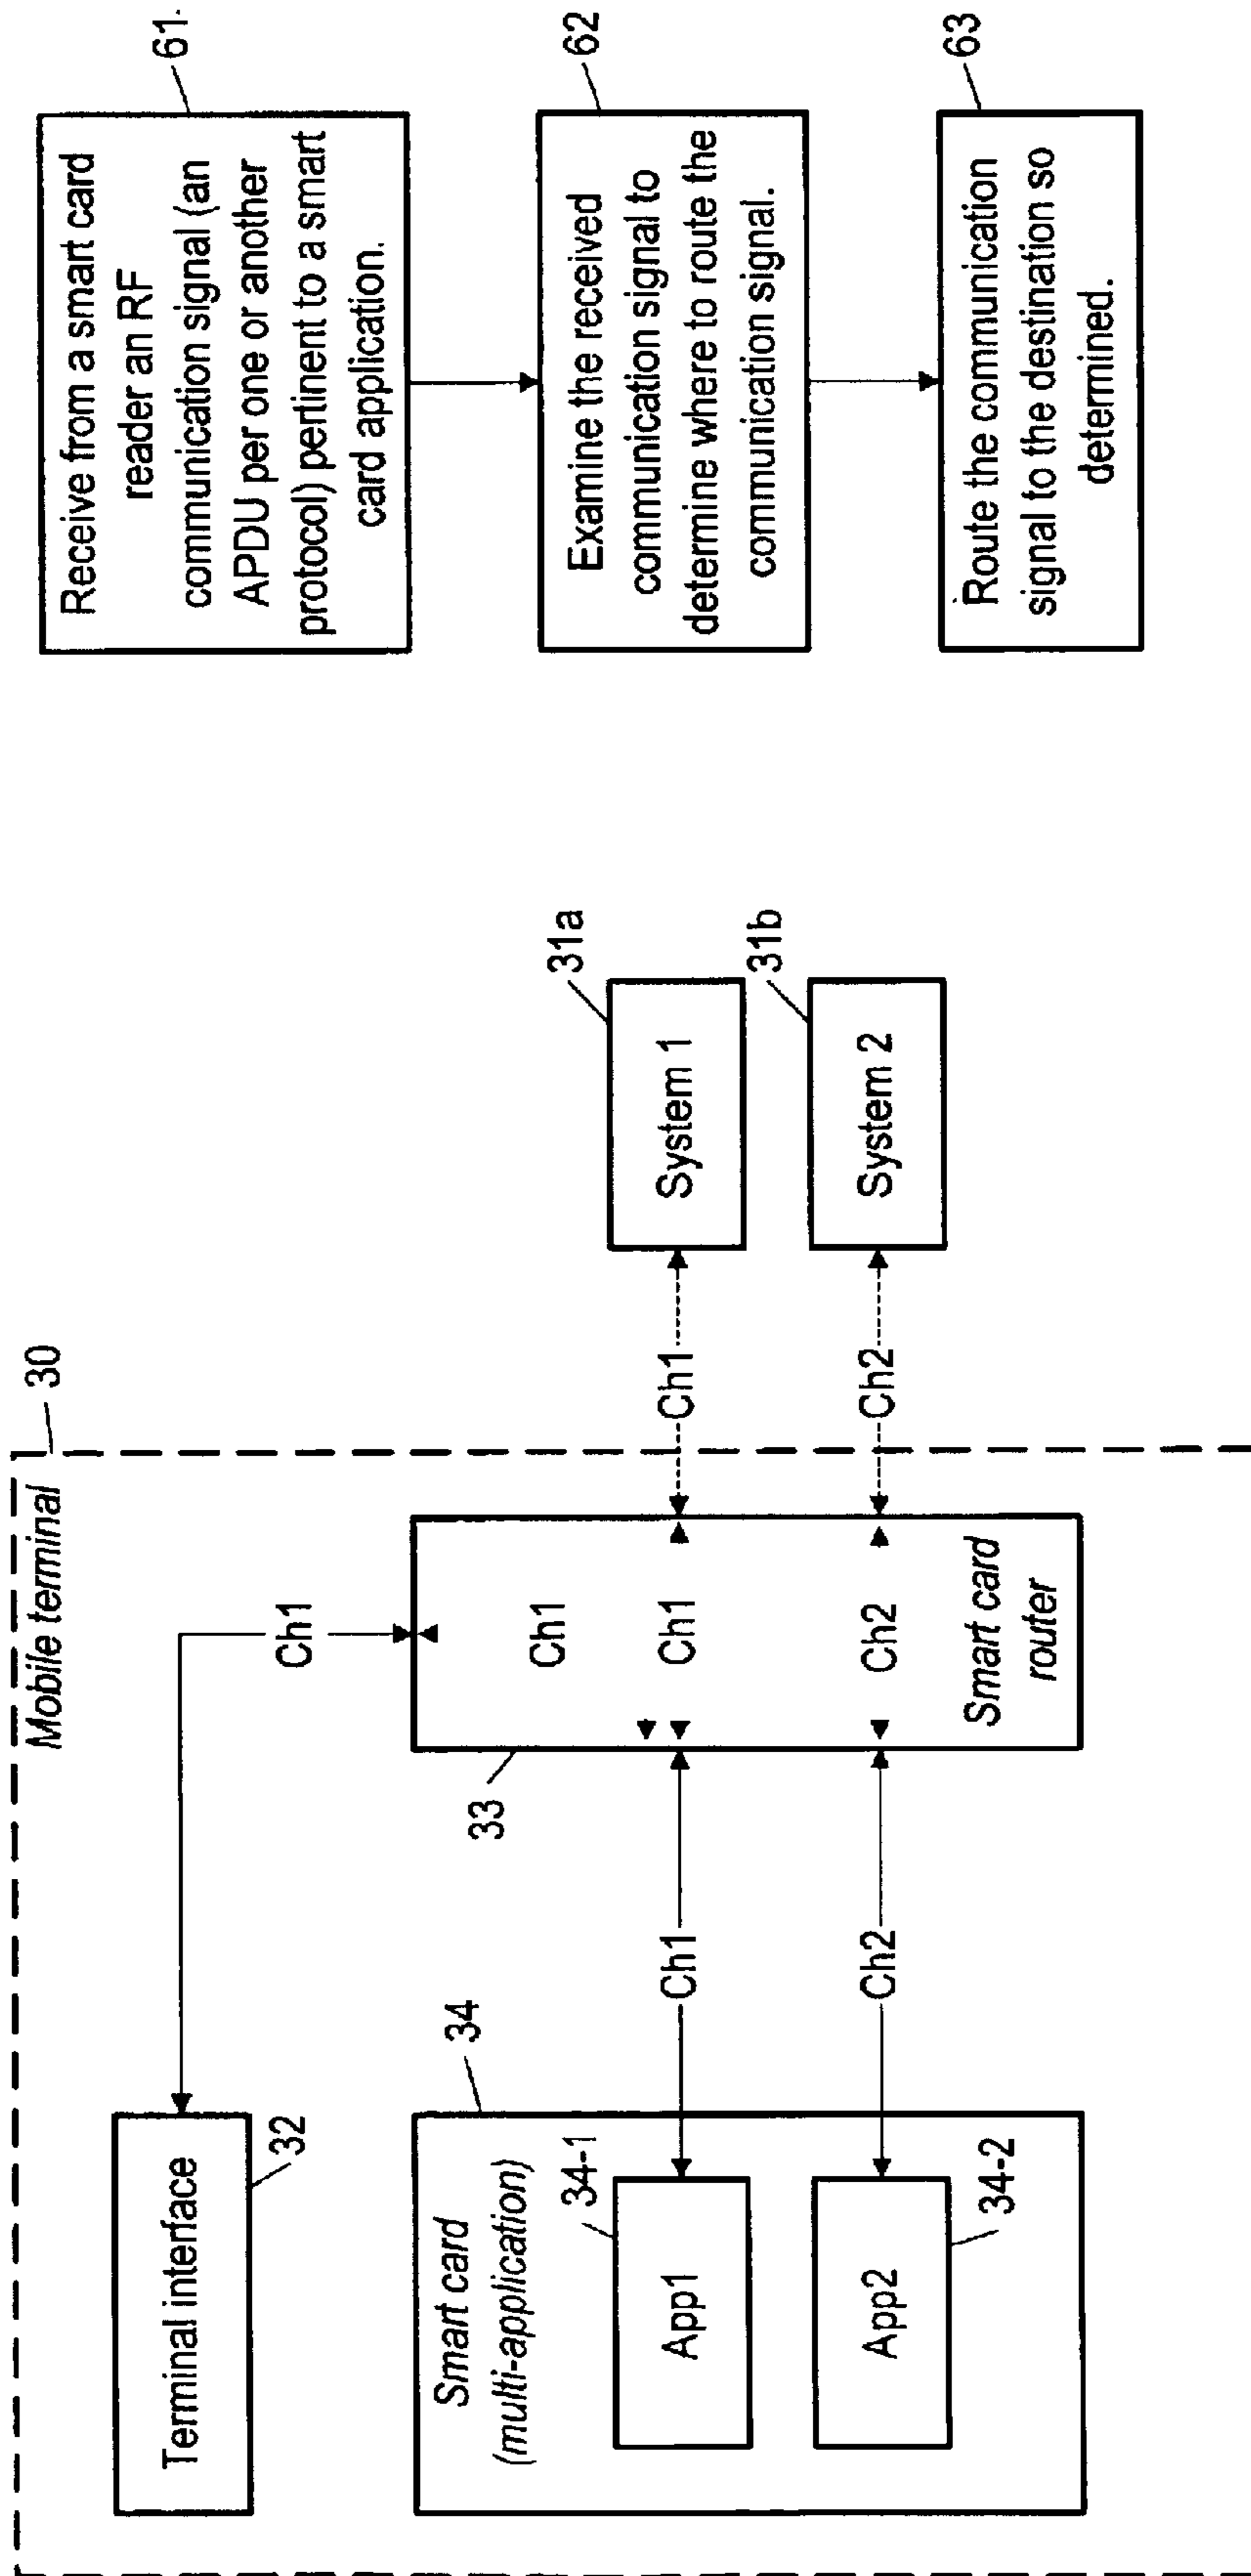 Mobile terminal
30
Terminal interface
32
Ch1
Smart card
(multi-application)
34
34-1
App1
App2
34-2
Ch1
Ch2
33
Ch1
Ch1
Ch2
Smart card
router
Ch1
Ch2
31a
System 1
31b
System 2
Receive from a smart card
reader an RF
communication signal (an
APDU per one or another
protocol) pertinent to a smart
card application.
61
Examine the received
communication signal to
determine where to route the
communication signal.
62
Route the communication
signal to the destination so
determined.
63